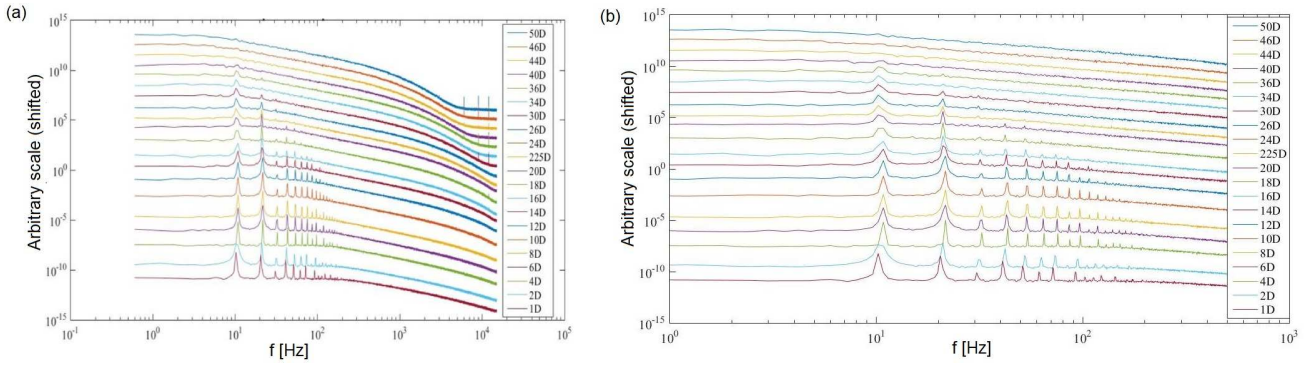 (a)
10^15
10^10
10^5
10^0
10^-5
10^-10
10^-15
Arbitrary scale (shifted)
10^-1
10^0
10^1
10^2
10^3
10^4
10^5
f [Hz]
50D
46D
44D
40D
36D
34D
30D
26D
24D
225D
20D
18D
16D
14D
12D
10D
8D
6D
4D
2D
1D
(b)
10^15
10^10
10^5
10^0
10^-5
10^-10
10^-15
Arbitrary scale (shifted)
10^0
10^1
10^2
10^3
f [Hz]
50D
46D
44D
40D
36D
34D
30D
26D
24D
225D
20D
18D
16D
14D
12D
10D
8D
6D
4D
2D
1D